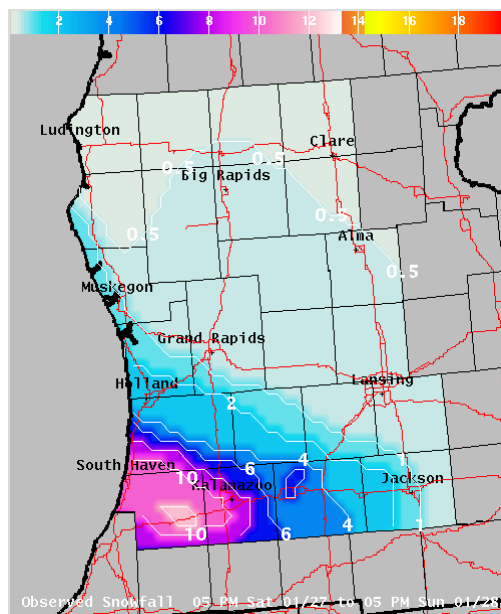 2 4 6 8 10 12 14 16 18
Ludington
Clare
0.5 0.5
Big Rapids
0.5
0.5
Alma
0.5
Muskegon
Grand Rapids
Holland
Lansing
2
South Haven
10 6 4 1
Kalamazoo
Jackson
10 6 4 1
Observed Snowfall 05 PM Sat 01/27 to 05 PM Sun 01/28